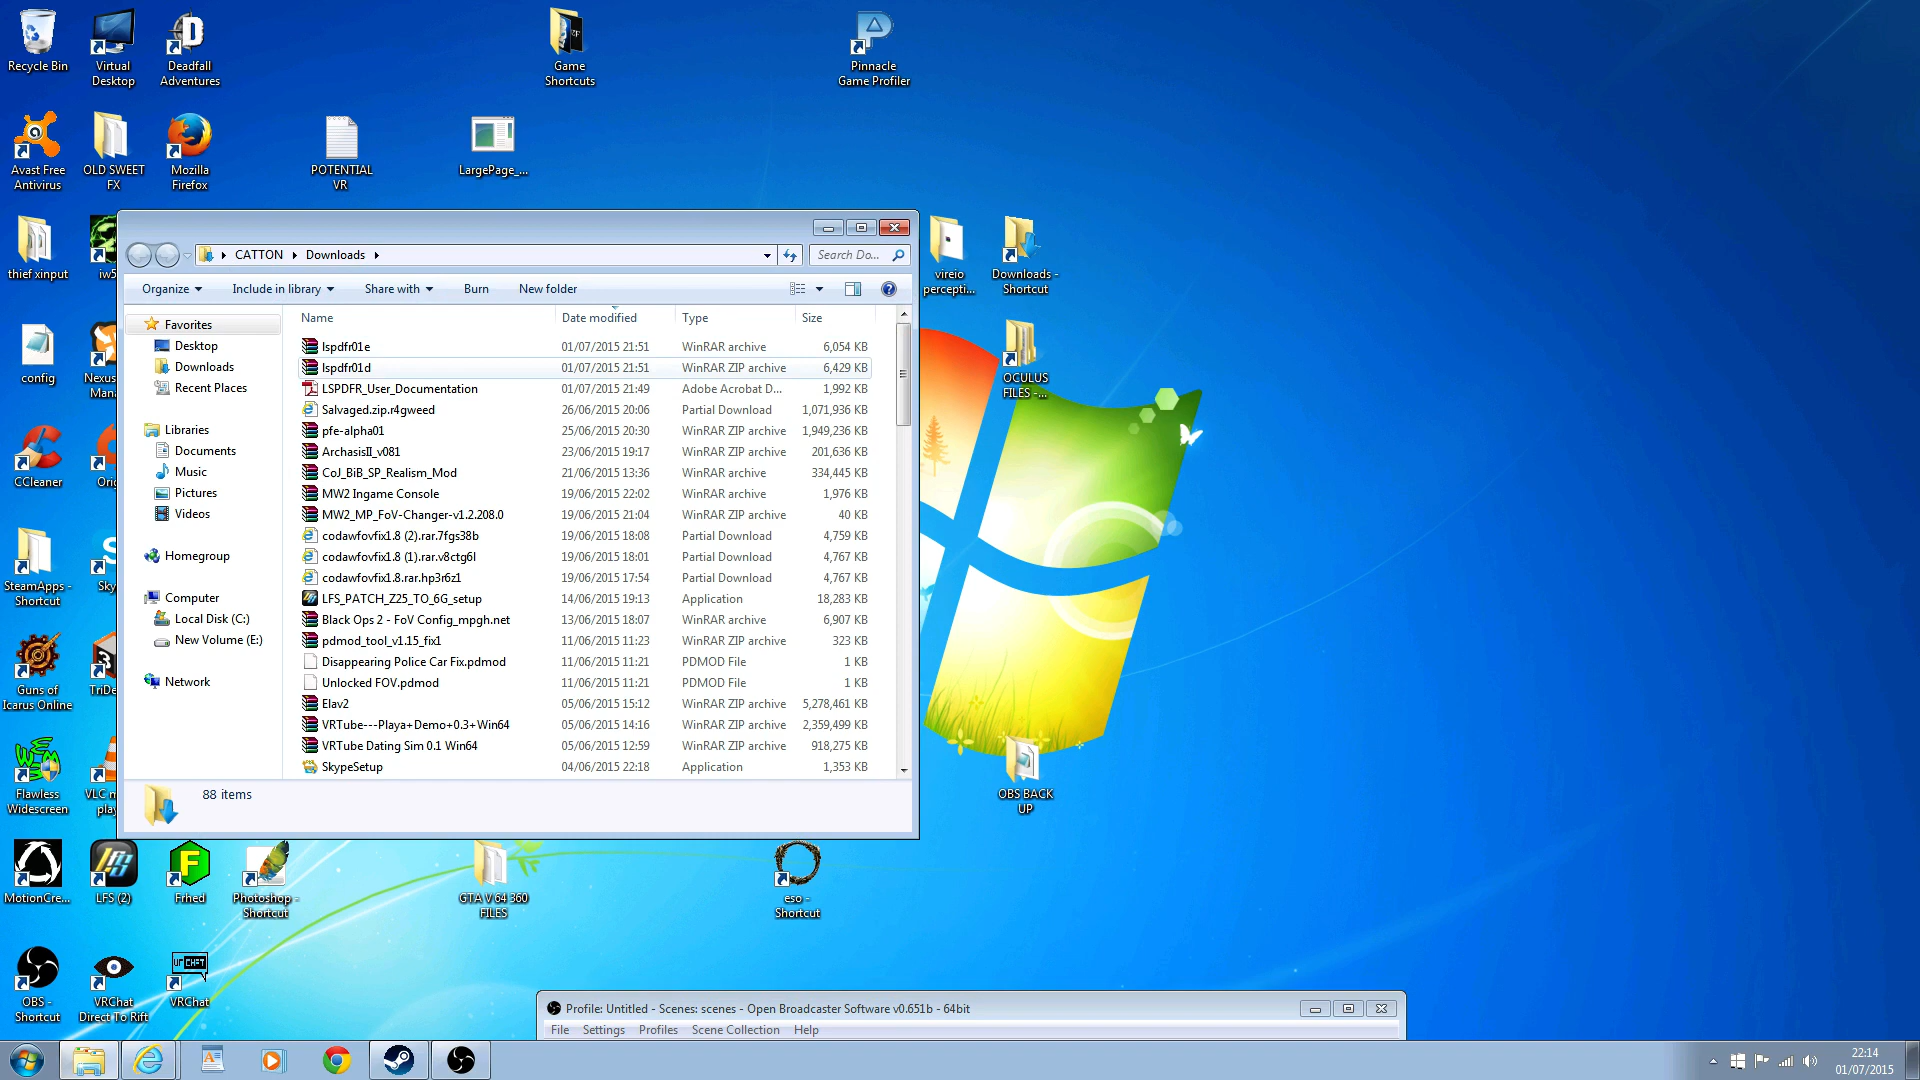 Recycle Bin
Virtual
Desktop
Deadfall
Adventures
Game
Shortcuts
Pinnacle
Game Profiler
Avast Free
Antivirus
OLD SWEET
FX
Mozilla
Firefox
POTENTIAL
VR
LargePage_...
thief xinput
iw5
config
Nexus
Mana
CCleaner
Orig
SteamApps -
Shortcut
Sky
Guns of
Icarus Online
TriDe
Flawless
Widescreen
VLC m
play
MotionCre...
LFS (2)
Frhed
Photoshop -
Shortcut
GTA V 64 360
FILES
eso -
Shortcut
OBS -
Shortcut
VRChat
Direct To Rift
VRChat
vireio
percepti...
Downloads -
Shortcut
OCULUS
FILES -...
OBS BACK
UP
CATTON Downloads
Search Do...
Organize Include in library Share with Burn New folder
Favorites
Desktop
Downloads
Recent Places
Libraries
Documents
Music
Pictures
Videos
Homegroup
Computer
Local Disk (C:)
New Volume (E:)
Network
Name Date modified Type Size
lspdfr01e 01/07/2015 21:51 WinRAR archive 6,054 KB
lspdfr01d 01/07/2015 21:51 WinRAR ZIP archive 6,429 KB
LSPDFR_User_Documentation 01/07/2015 21:49 Adobe Acrobat D... 1,992 KB
Salvaged.zip.r4gweed 26/06/2015 20:06 Partial Download 1,071,936 KB
pfe-alpha01 25/06/2015 20:30 WinRAR ZIP archive 1,949,236 KB
ArchasisII_v081 23/06/2015 19:17 WinRAR ZIP archive 201,636 KB
CoJ_BiB_SP_Realism_Mod 21/06/2015 13:36 WinRAR archive 334,445 KB
MW2 Ingame Console 19/06/2015 22:02 WinRAR archive 1,976 KB
MW2_MP_FoV-Changer-v1.2.208.0 19/06/2015 21:04 WinRAR ZIP archive 40 KB
codawfovfix1.8 (2).rar.7fgs38b 19/06/2015 18:08 Partial Download 4,759 KB
codawfovfix1.8 (1).rar.v8ctg6l 19/06/2015 18:01 Partial Download 4,767 KB
codawfovfix1.8.rar.hp3r6z1 19/06/2015 17:54 Partial Download 4,767 KB
LFS_PATCH_Z25_TO_6G_setup 14/06/2015 19:13 Application 18,283 KB
Black Ops 2 - FoV Config_mpgh.net 13/06/2015 18:07 WinRAR archive 6,907 KB
pdmod_tool_v1.15_fix1 11/06/2015 11:23 WinRAR ZIP archive 323 KB
Disappearing Police Car Fix.pdmod 11/06/2015 11:21 PDMOD File 1 KB
Unlocked FOV.pdmod 11/06/2015 11:21 PDMOD File 1 KB
Elav2 05/06/2015 15:12 WinRAR ZIP archive 5,278,461 KB
VRTube---Playa+Demo+0.3+Win64 05/06/2015 14:16 WinRAR ZIP archive 2,359,499 KB
VRTube Dating Sim 0.1 Win64 05/06/2015 12:59 WinRAR ZIP archive 918,275 KB
SkypeSetup 04/06/2015 22:18 Application 1,353 KB
88 items
Profile: Untitled - Scenes: scenes - Open Broadcaster Software v0.651b - 64bit
File Settings Profiles Scene Collection Help
22:14
01/07/2015